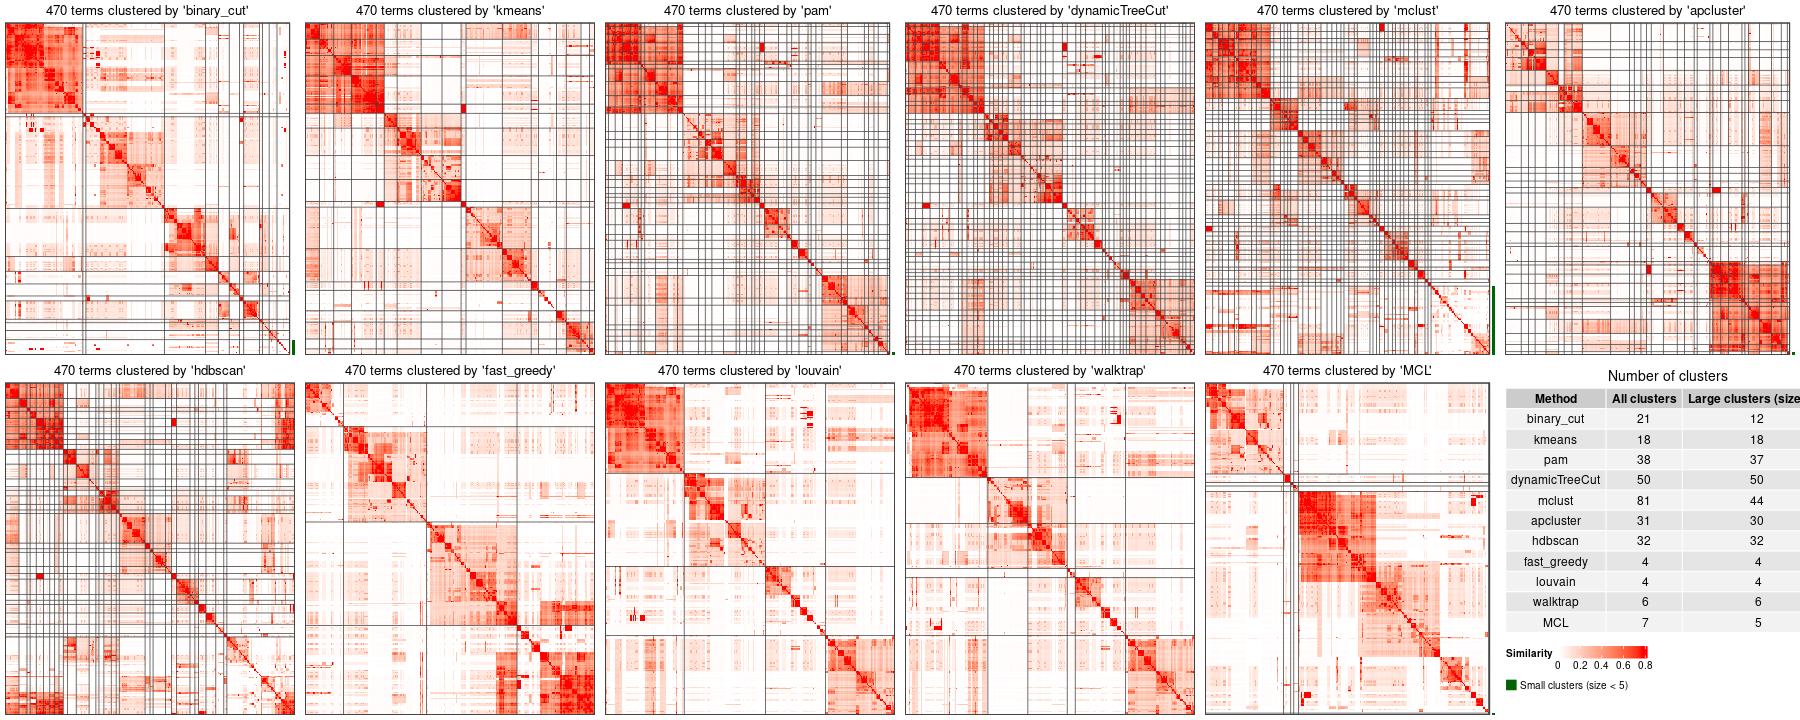 470 terms clustered by 'binary_cut'
470 terms clustered by 'kmeans'
470 terms clustered by 'pam'
470 terms clustered by 'dynamicTreeCut'
470 terms clustered by 'mclust'
470 terms clustered by 'apcluster'
470 terms clustered by 'hdbscan'
470 terms clustered by 'fast_greedy'
470 terms clustered by 'louvain'
470 terms clustered by 'walktrap'
470 terms clustered by 'MCL'
Number of clusters
Method All clusters Large clusters (size
binary_cut 21 12
kmeans 18 18
pam 38 37
dynamicTreeCut 50 50
mclust 81 44
apcluster 31 30
hdbscan 32 32
fast_greedy 4 4
louvain 4 4
walktrap 6 6
MCL 7 5
Similarity
0 0.2 0.4 0.6 0.8
Small clusters (size < 5)